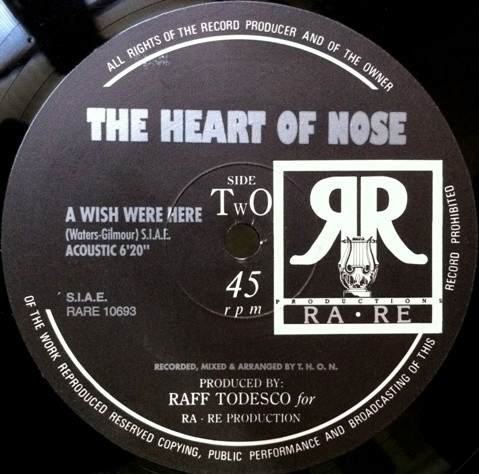 ALL RIGHTS OF THE RECORD PRODUCER AND OF THE OWNER
THE HEART OF NOSE
SIDE
TWO
A WISH WERE HERE
(Waters-Gilmour) S.I.A.E.
ACOUSTIC 6'20"
45
rpm
S.I.A.E.
RARE 10693
RR
PRODUCTIONS
RA·RE
RECORDED, MIXED & ARRANGED BY T. H. O. N.
PRODUCED BY:
RAFF TODESCO for
RA - RE PRODUCTION
OF THE WORK REPRODUCED RESERVED COPYING, PUBLIC PERFORMANCE AND BROADCASTING OF THIS RECORD PROHIBITED